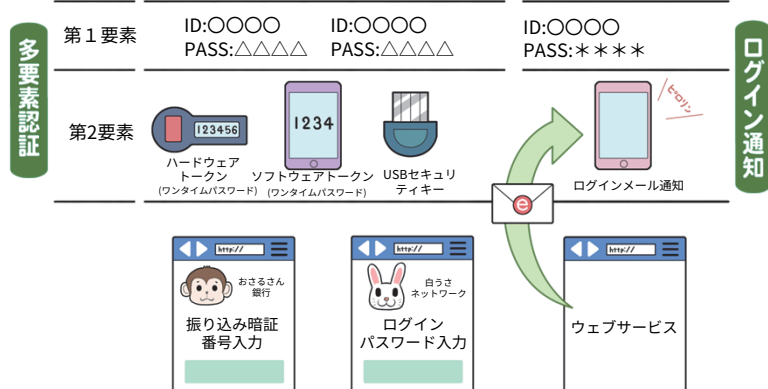 多要素認証
第１要素
ID:〇〇〇〇
PASS:△△△△
ID:〇〇〇〇
PASS:△△△△
ID:〇〇〇〇
PASS:＊＊＊＊
ログイン通知
第2要素
123456
1234
ピロリン
ハードウェア
トークン
(ワンタイムパスワード)
ソフトウェアトークン
(ワンタイムパスワード)
USBセキュリ
ティキー
ログインメール通知
e
http://
おさるさん
銀行
振り込み暗証
番号入力
http://
白うさ
ネットワーク
ログイン
パスワード入力
http://
ウェブサービス